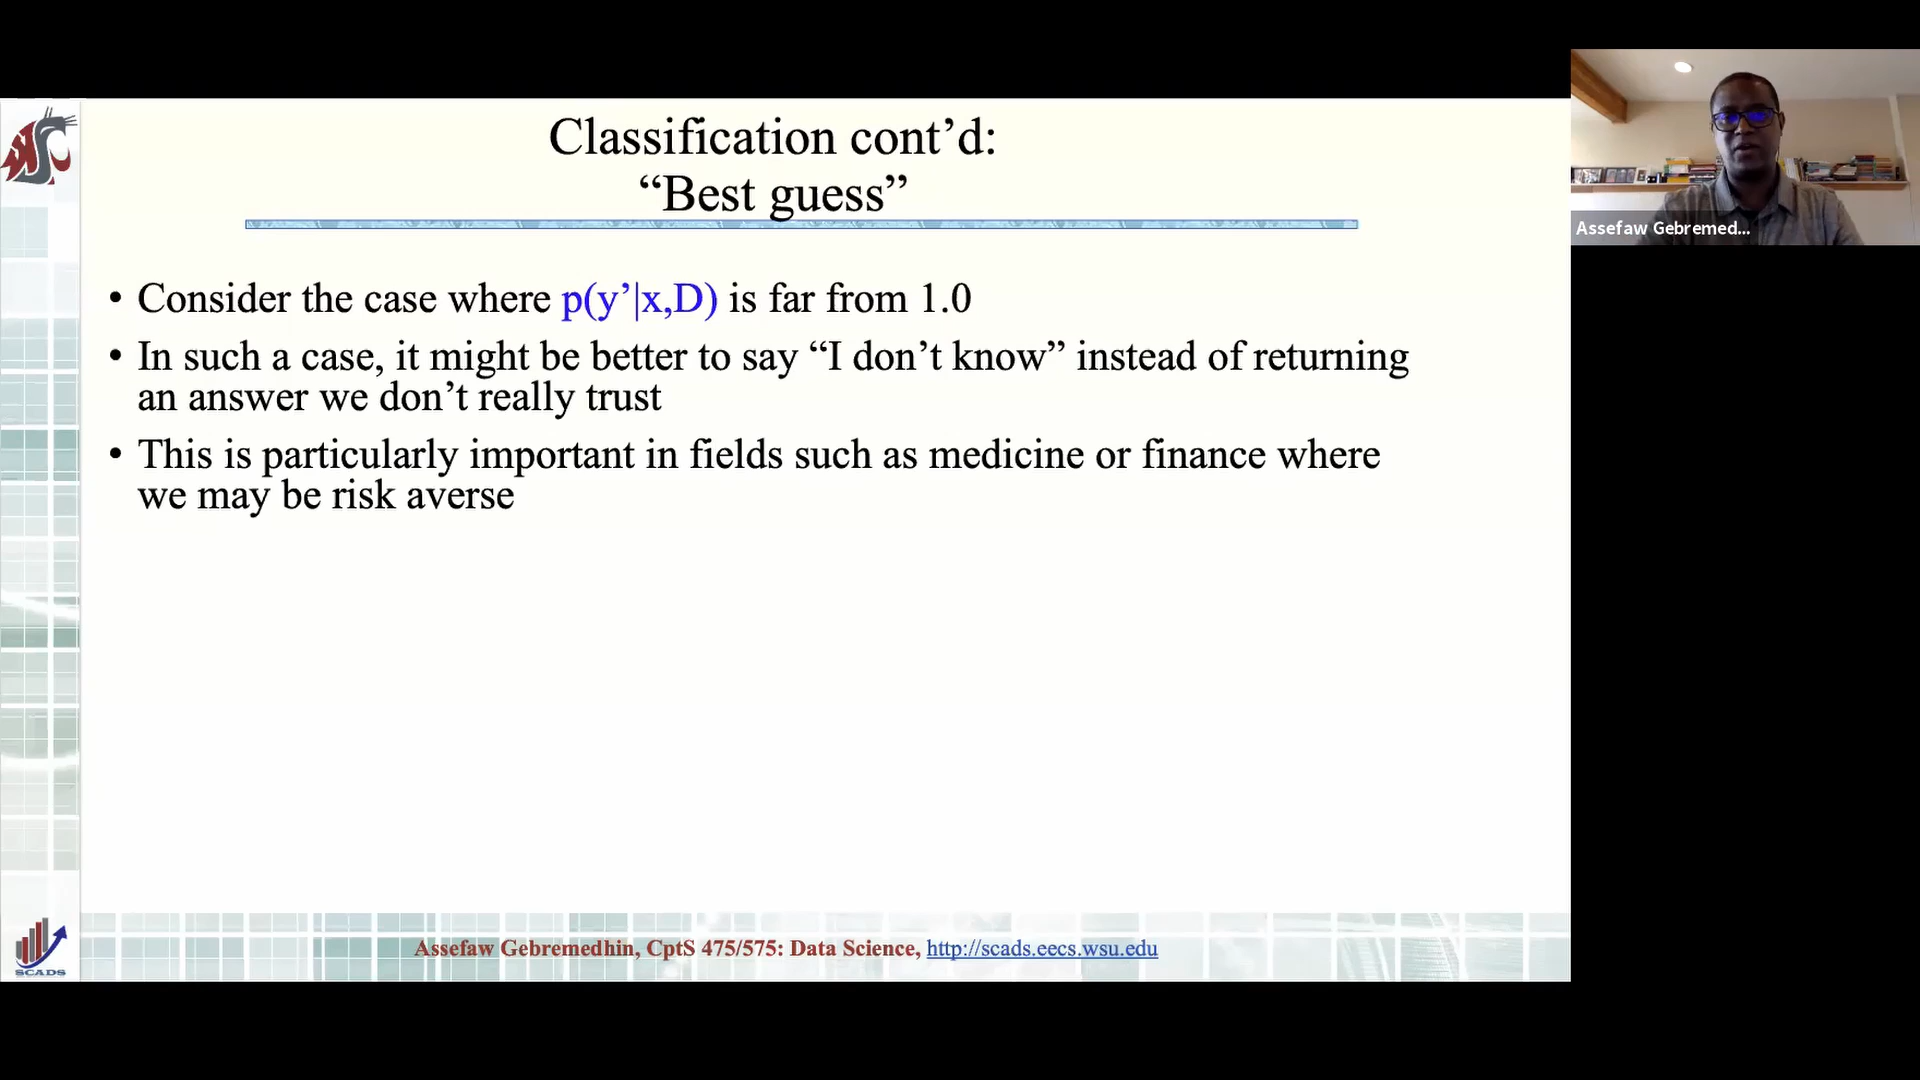 Classification cont’d:
“Best guess”
• Consider the case where p(y’|x,D) is far from 1.0
• In such a case, it might be better to say “I don’t know” instead of returning
an answer we don’t really trust
• This is particularly important in fields such as medicine or finance where
we may be risk averse
Assefaw Gebremedhin, CptS 475/575: Data Science, http://scads.eecs.wsu.edu
SCADS
Assefaw Gebremed...